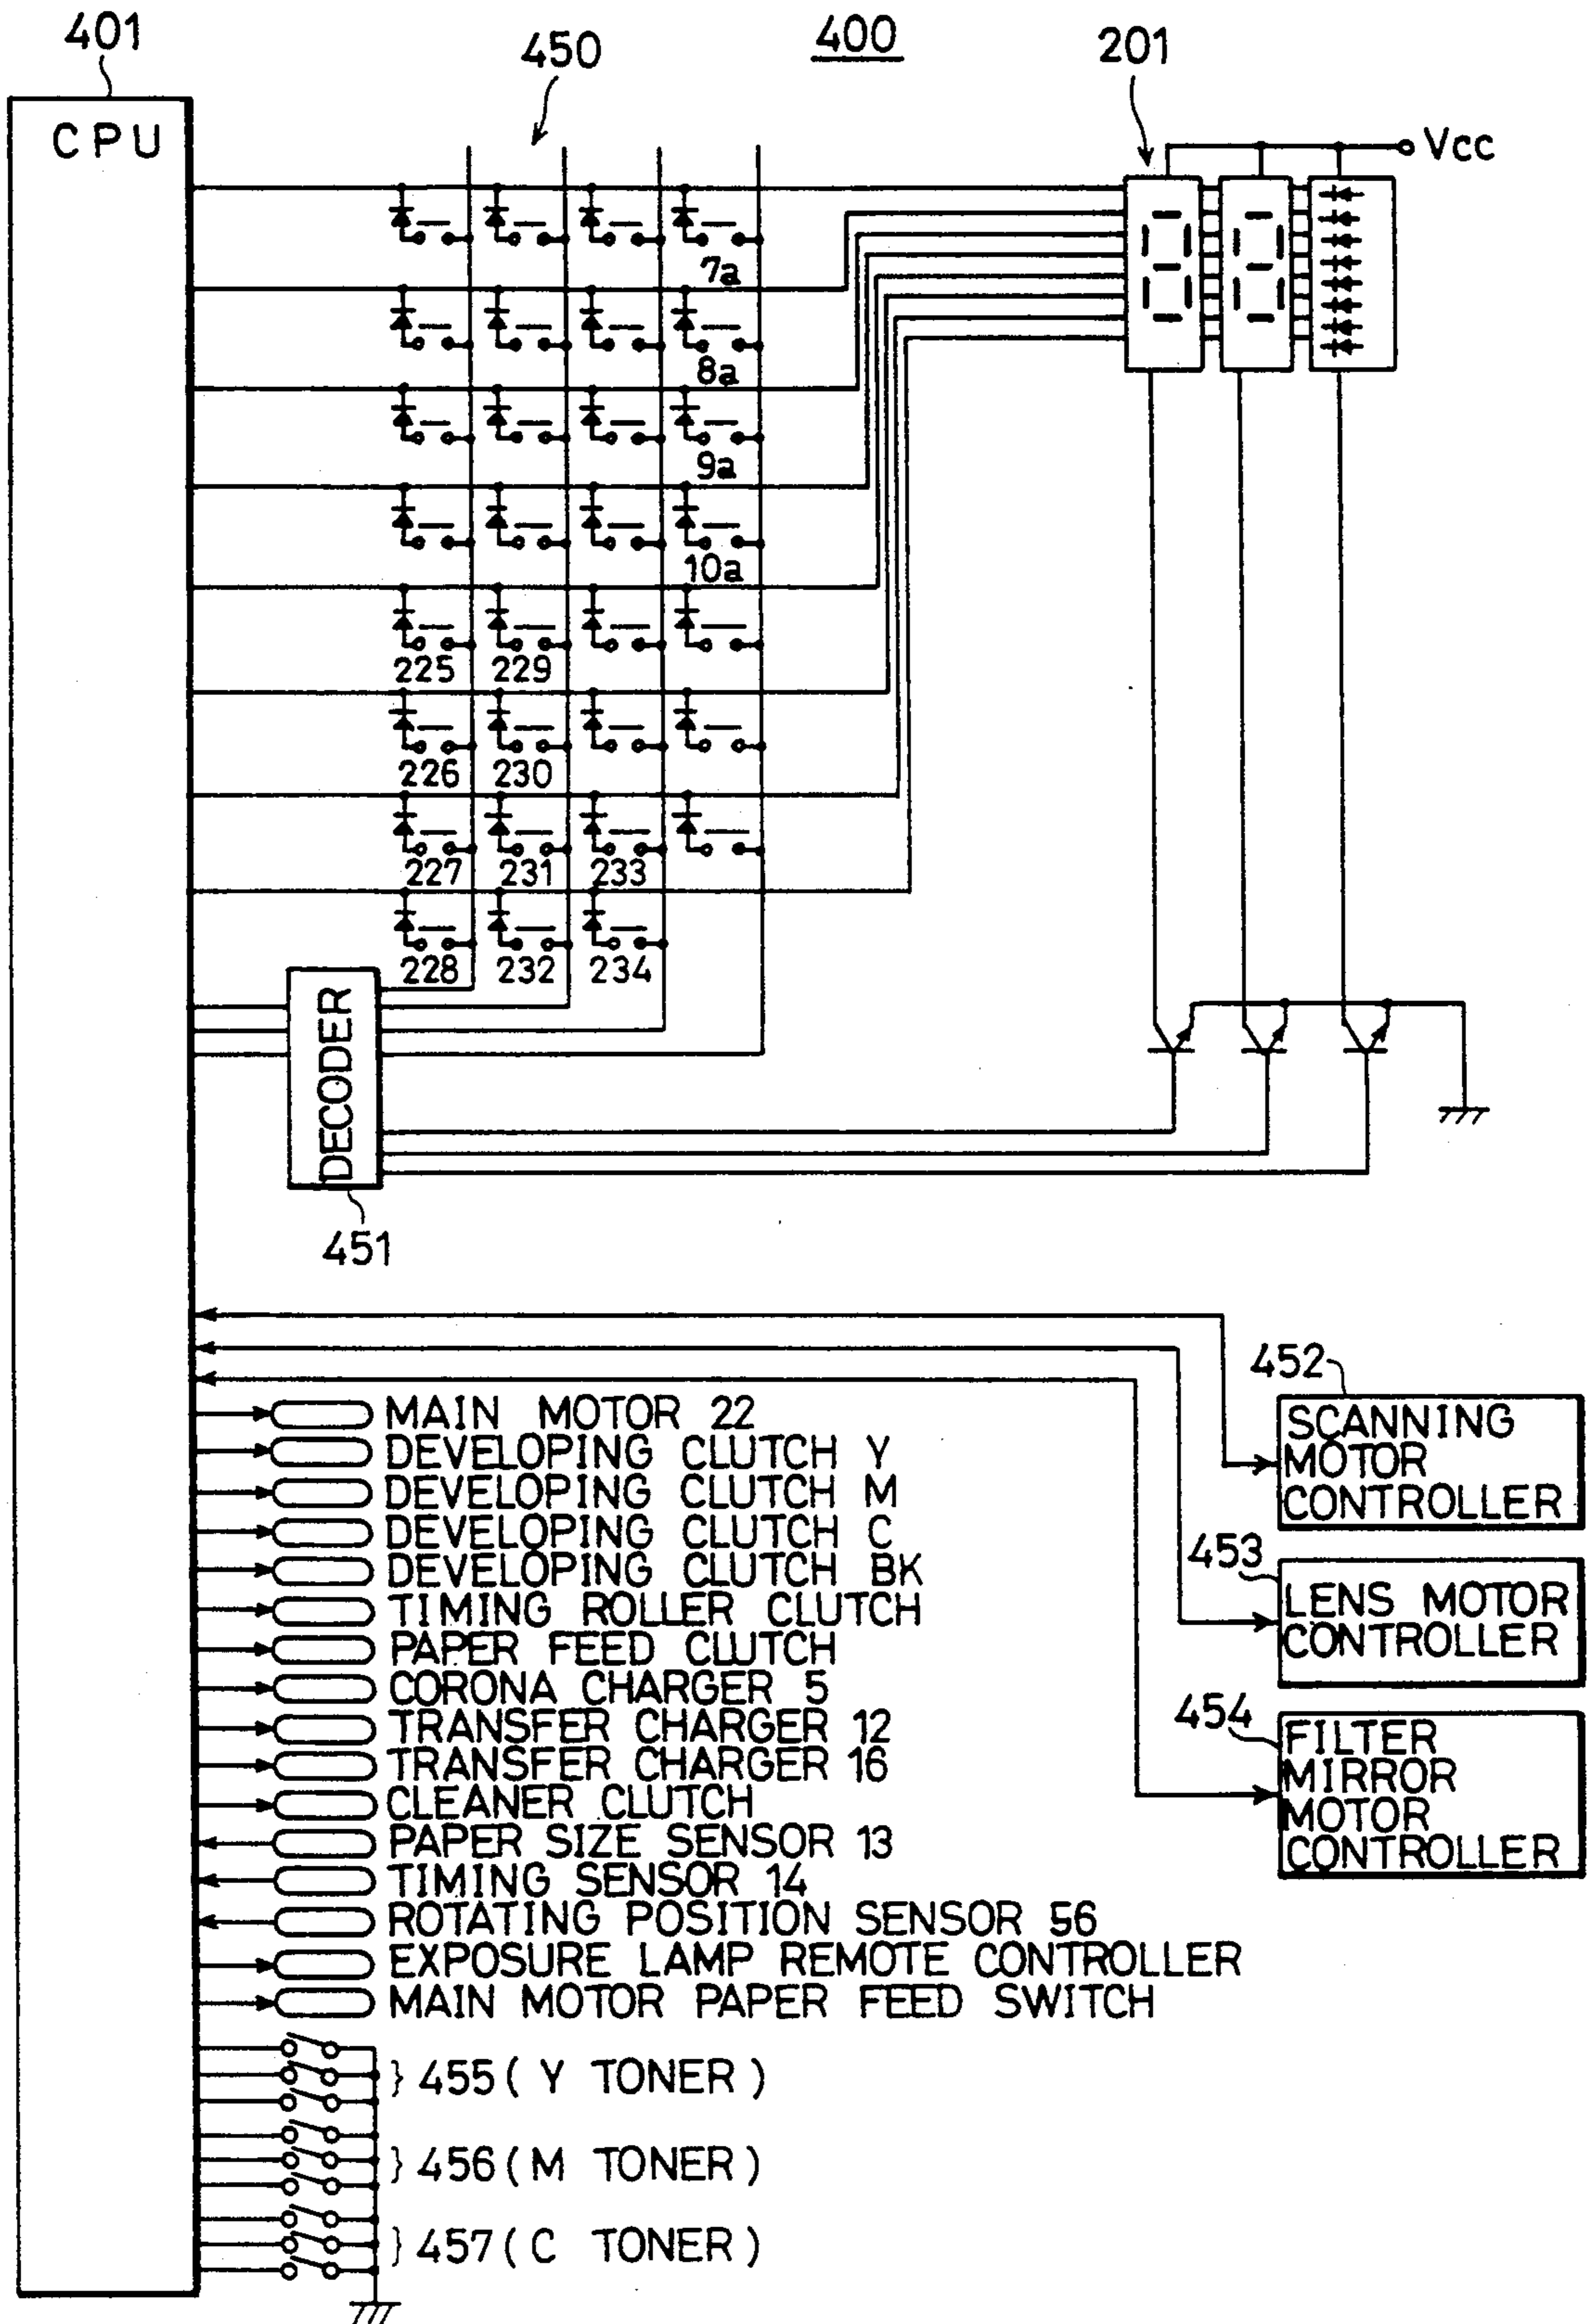 401
450
400
201
CPU
Vcc
7a
8a
9a
10a
225 229
226 230
227 231 233
228 232 234
DECODER
451
452
SCANNING
MOTOR
CONTROLLER
453
LENS MOTOR
CONTROLLER
454
FILTER
MIRROR
MOTOR
CONTROLLER
MAIN MOTOR 22
DEVELOPING CLUTCH Y
DEVELOPING CLUTCH M
DEVELOPING CLUTCH C
DEVELOPING CLUTCH BK
TIMING ROLLER CLUTCH
PAPER FEED CLUTCH
CORONA CHARGER 5
TRANSFER CHARGER 12
TRANSFER CHARGER 16
CLEANER CLUTCH
PAPER SIZE SENSOR 13
TIMING SENSOR 14
ROTATING POSITION SENSOR 56
EXPOSURE LAMP REMOTE CONTROLLER
MAIN MOTOR PAPER FEED SWITCH
455 ( Y TONER )
456 ( M TONER )
457 ( C TONER )